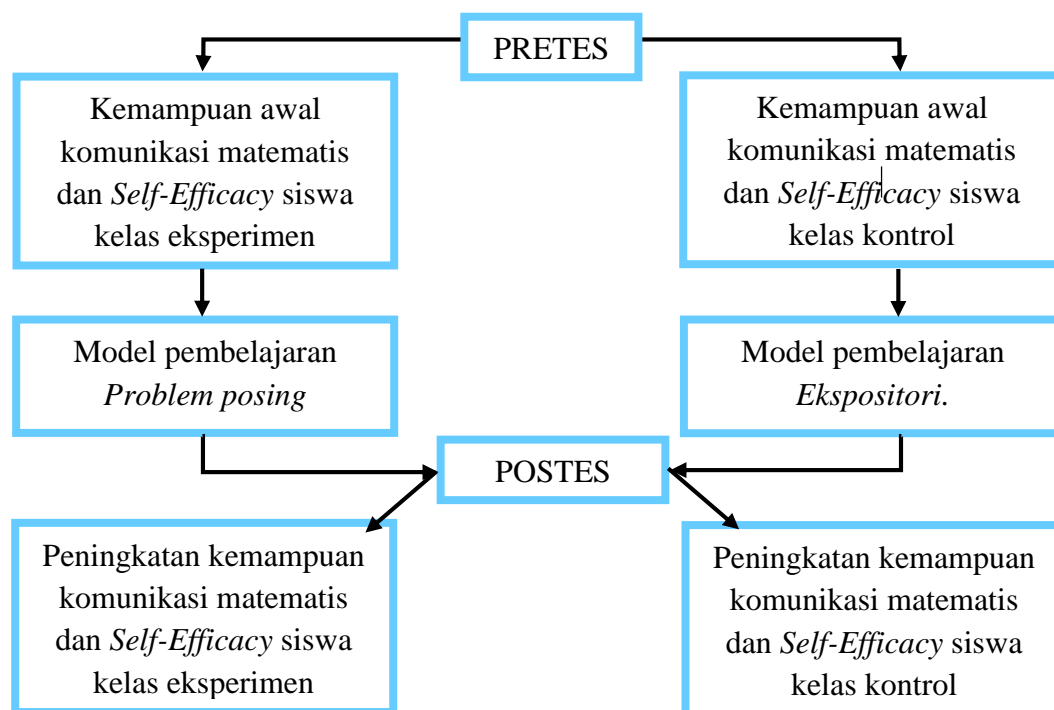 PRETES
Kemampuan awal
komunikasi matematis
dan Self-Efficacy siswa
kelas eksperimen
Kemampuan awal
komunikasi matematis
dan Self-Efficacy siswa
kelas kontrol
Model pembelajaran
Problem posing
Model pembelajaran
Ekspositori.
POSTES
Peningkatan kemampuan
komunikasi matematis
dan Self-Efficacy siswa
kelas eksperimen
Peningkatan kemampuan
komunikasi matematis
dan Self-Efficacy siswa
kelas kontrol